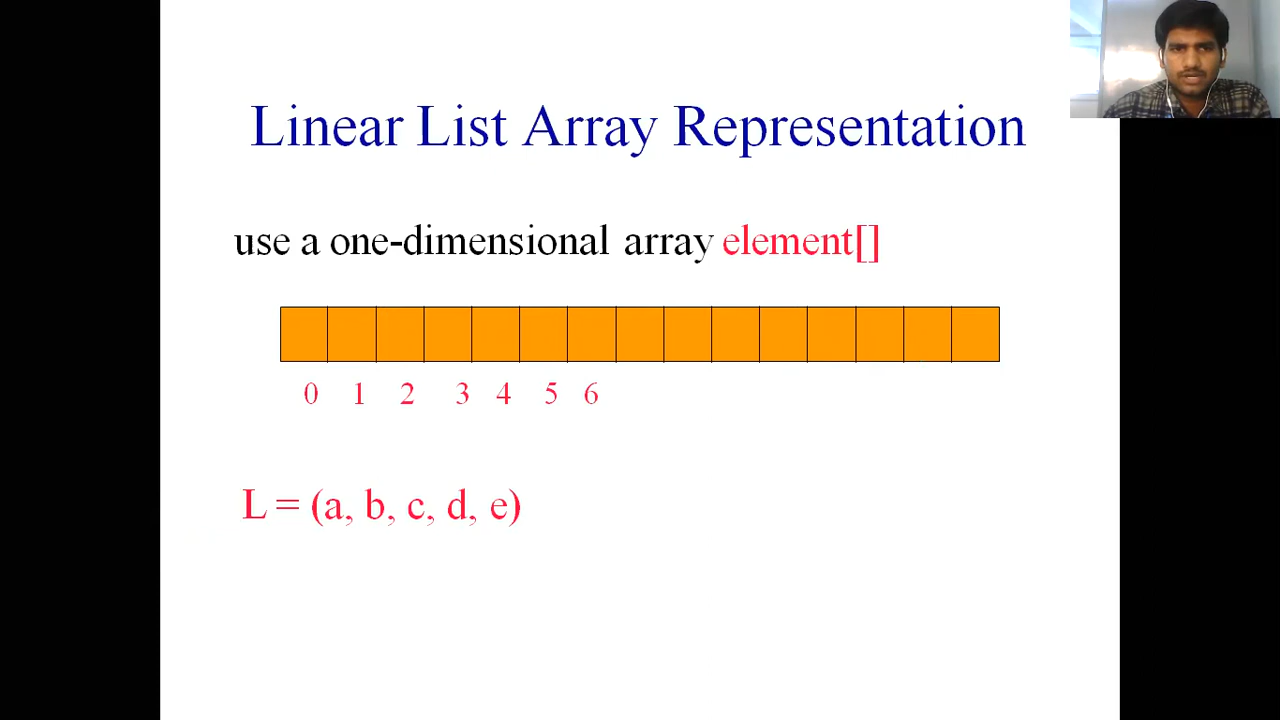 Linear List Array Representation
use a one-dimensional array element[]
0 1 2 3 4 5 6
L = (a, b, c, d, e)